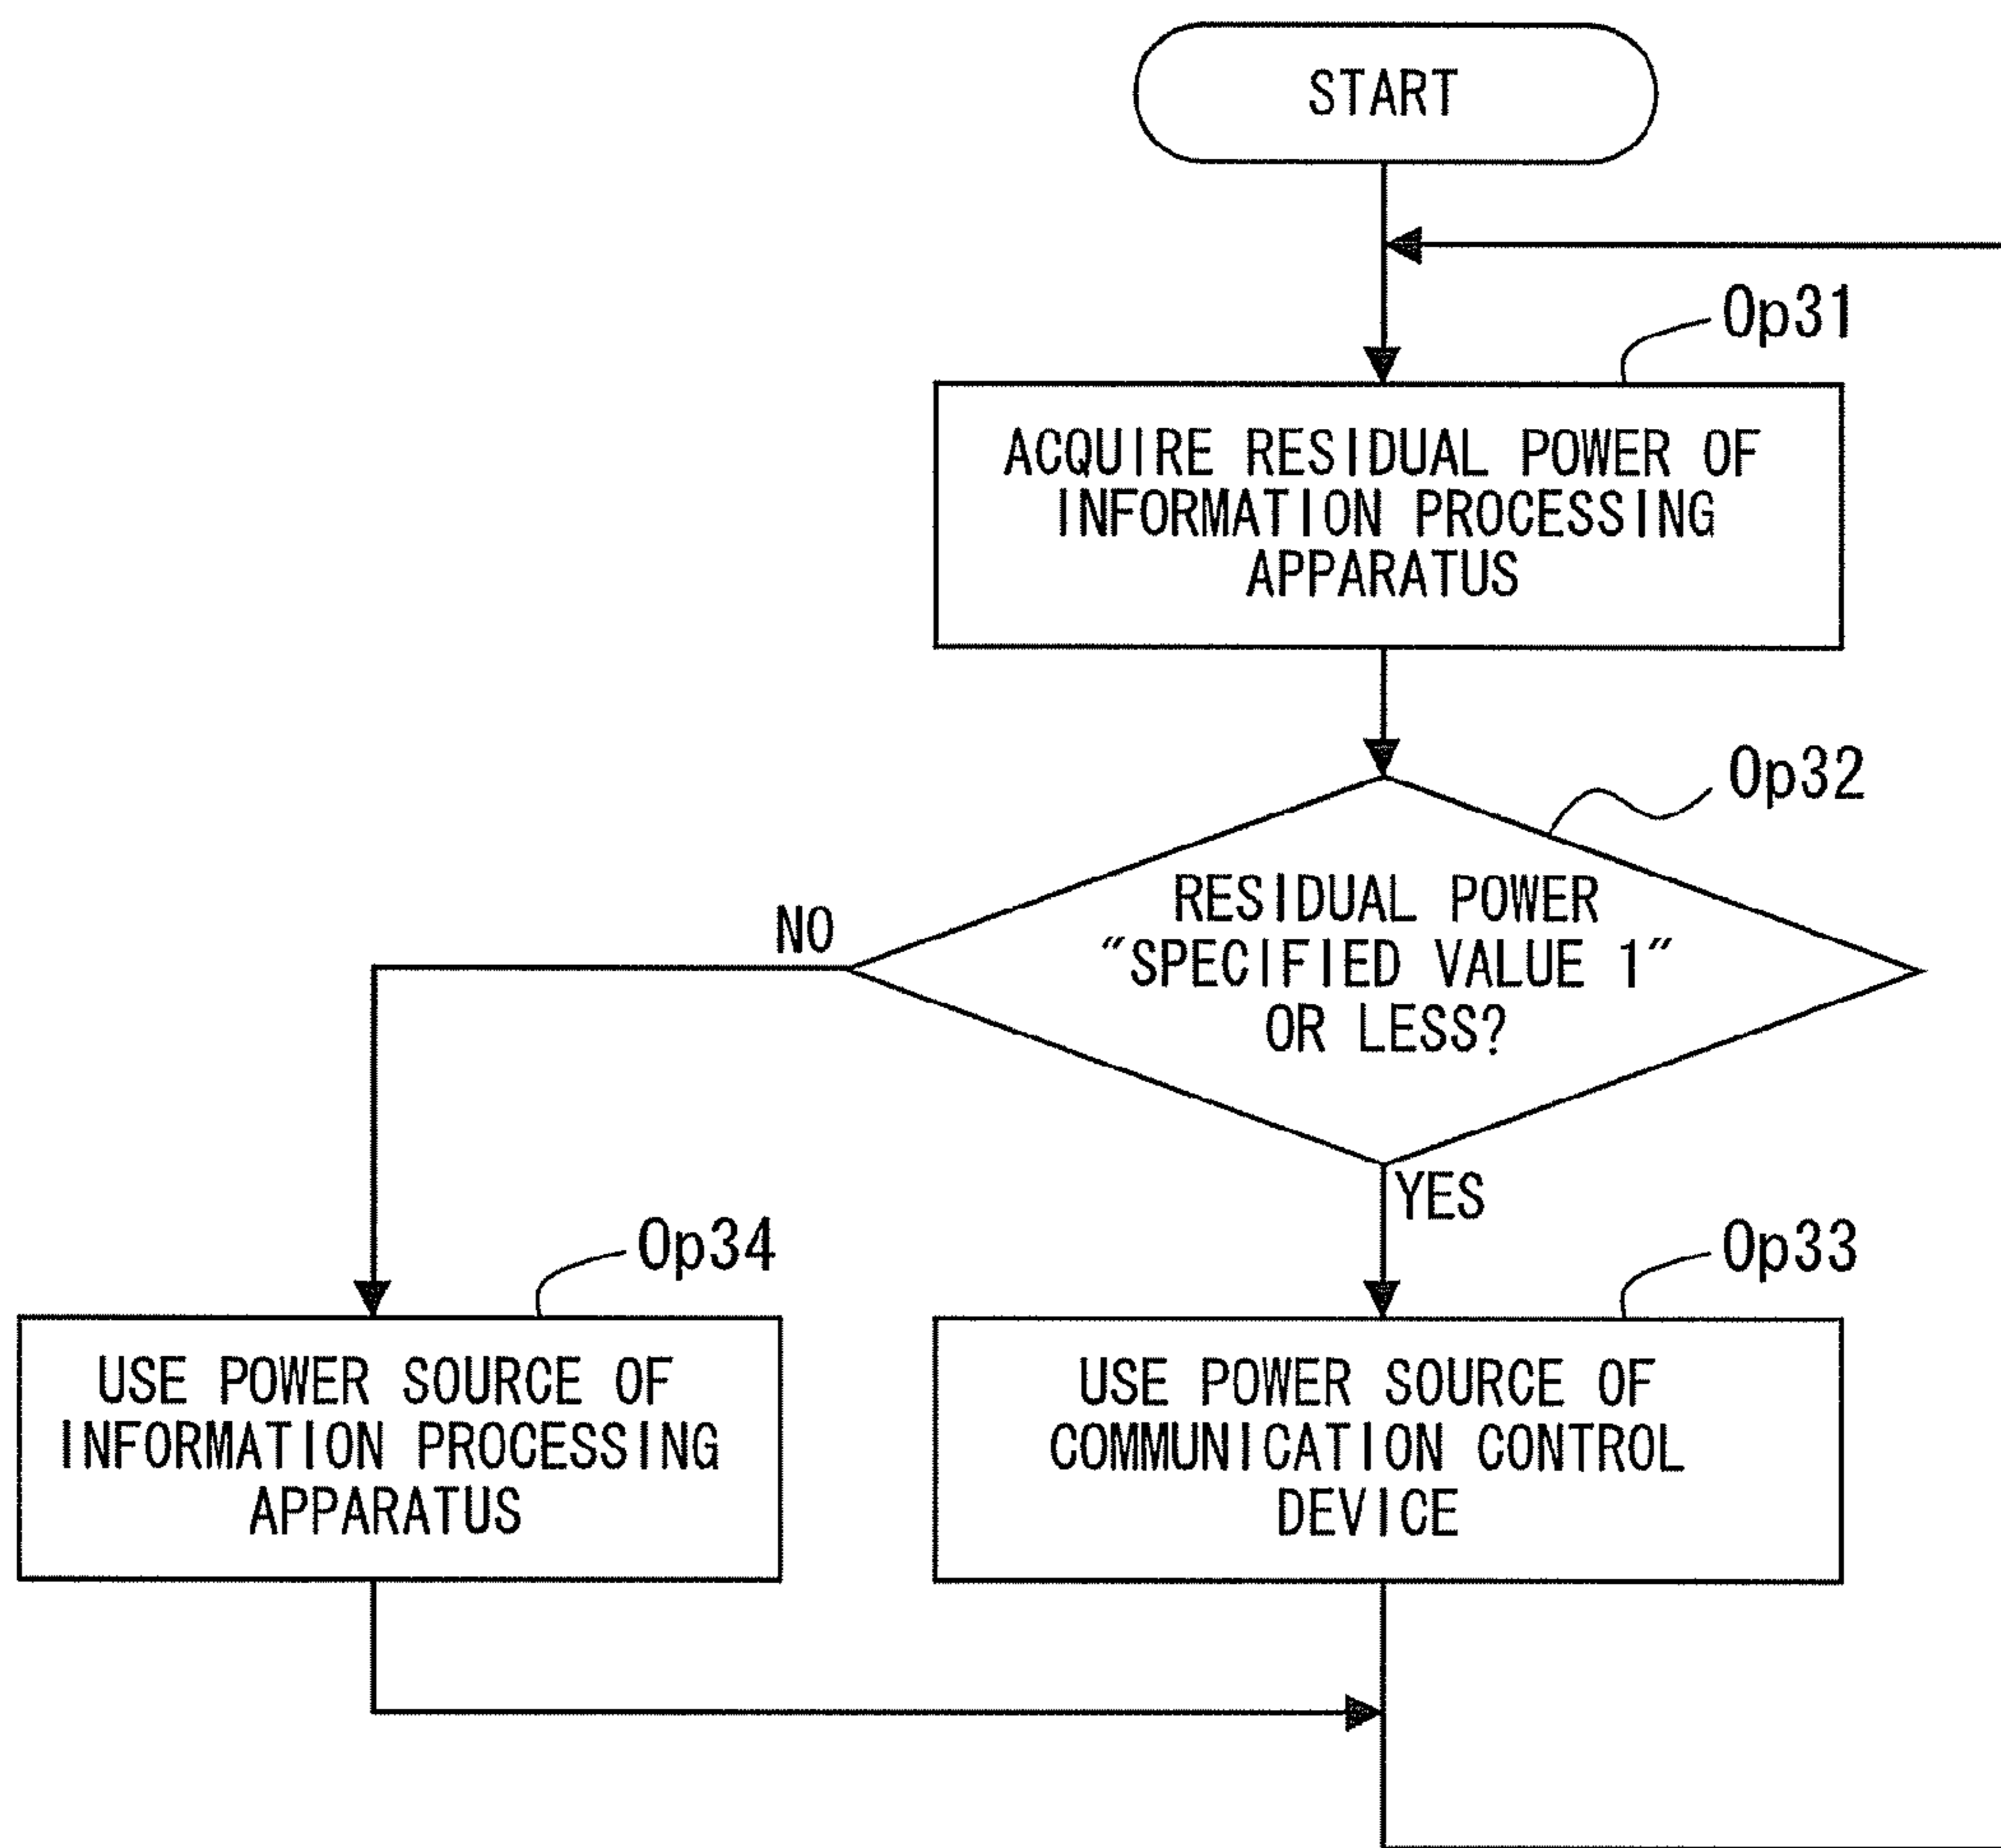 START
Op31
ACQUIRE RESIDUAL POWER OF
INFORMATION PROCESSING
APPARATUS
Op32
RESIDUAL POWER
"SPECIFIED VALUE 1"
OR LESS?
NO
YES
Op34
USE POWER SOURCE OF
INFORMATION PROCESSING
APPARATUS
Op33
USE POWER SOURCE OF
COMMUNICATION CONTROL
DEVICE